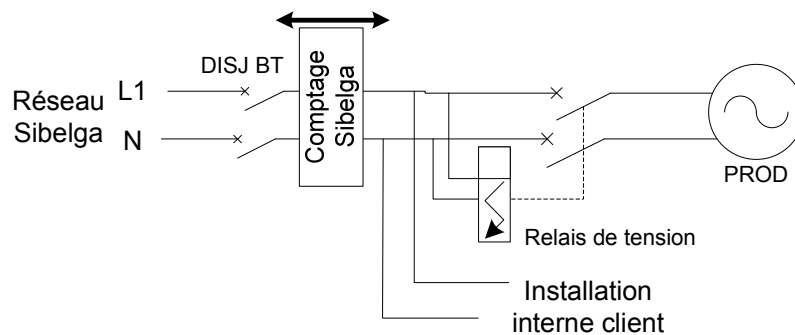 DISJ BT
Réseau
Sibelga
L1
N
Comptage
Sibelga
PROD
Relais de tension
Installation
interne client